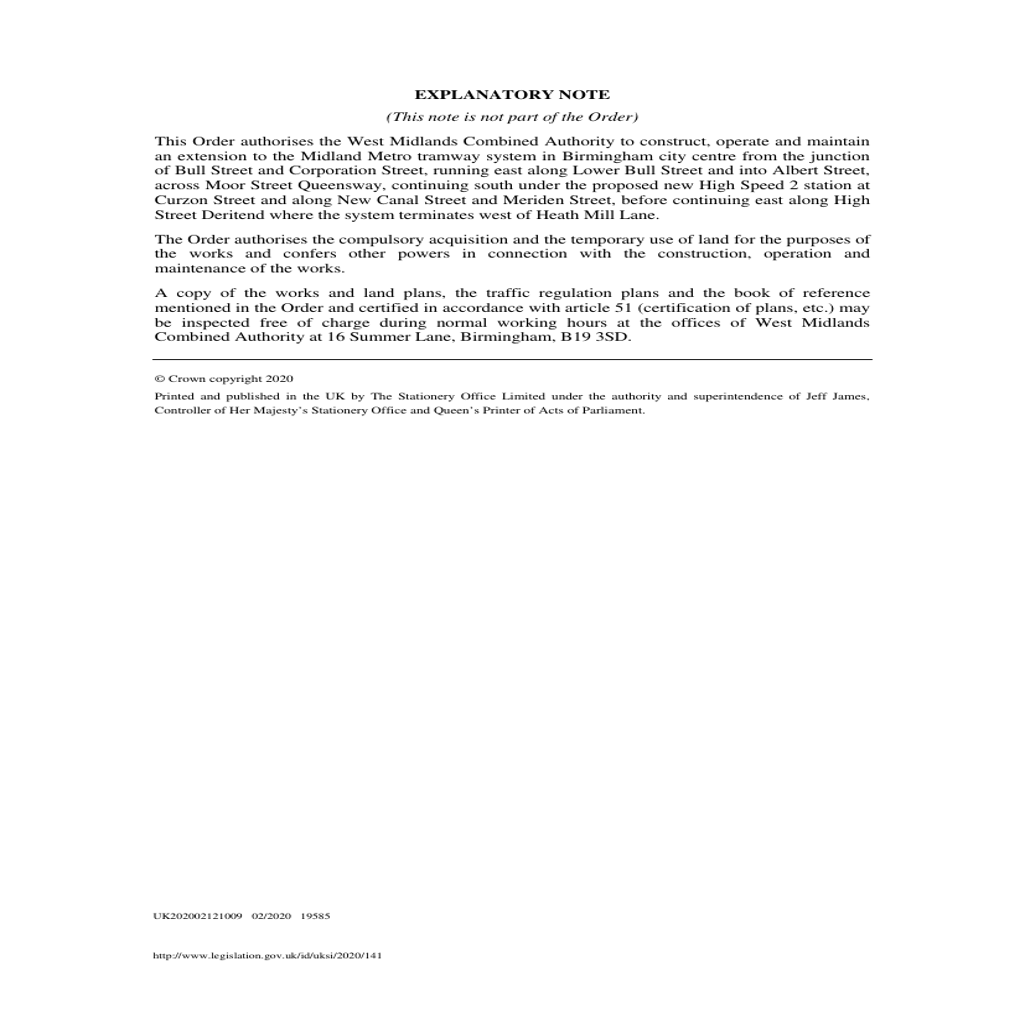 EXPLANATORY NOTE
(This note is not part of the Order)
This Order authorises the West Midlands Combined Authority to construct, operate and maintain
an extension to the Midland Metro tramway system in Birmingham city centre from the junction
of Bull Street and Corporation Street, running east along Lower Bull Street and into Albert Street,
across Moor Street Queensway, continuing south under the proposed new High Speed 2 station at
Curzon Street and along New Canal Street and Meriden Street, before continuing east along High
Street Deritend where the system terminates west of Heath Mill Lane.
The Order authorises the compulsory acquisition and the temporary use of land for the purposes of
the works and confers other powers in connection with the construction, operation and
maintenance of the works.
A copy of the works and land plans, the traffic regulation plans and the book of reference
mentioned in the Order and certified in accordance with article 51 (certification of plans, etc.) may
be inspected free of charge during normal working hours at the offices of West Midlands
Combined Authority at 16 Summer Lane, Birmingham, B19 3SD.
© Crown copyright 2020
Printed and published in the UK by The Stationery Office Limited under the authority and superintendence of Jeff James,
Controller of Her Majesty's Stationery Office and Queen's Printer of Acts of Parliament.
UK202002121009 02/2020 19585
http://www.legislation.gov.uk/id/uksi/2020/141